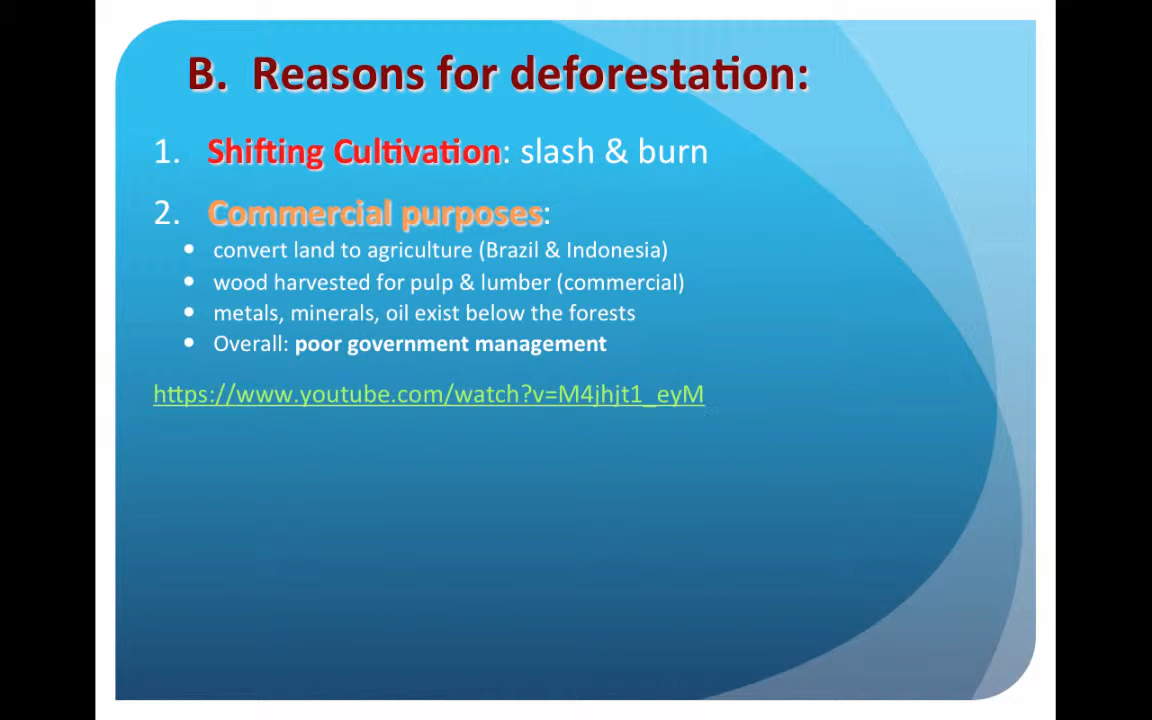 B. Reasons for deforestation:
1. Shifting Cultivation: slash & burn
2. Commercial purposes:
• convert land to agriculture (Brazil & Indonesia)
• wood harvested for pulp & lumber (commercial)
• metals, minerals, oil exist below the forests
• Overall: poor government management
https://www.youtube.com/watch?v=M4jhjt1_eyM